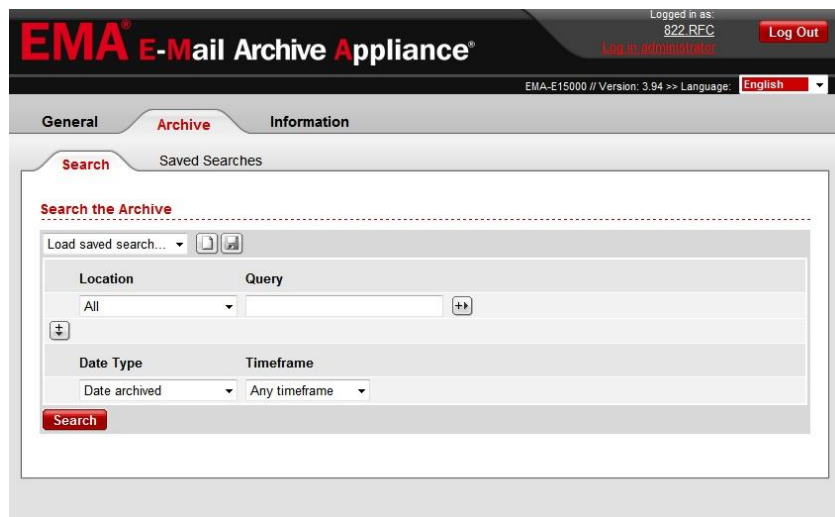 Logged in as:
822.RFC
Log in administrator
Log Out
EMA® E-Mail Archive Appliance®
EMA-E15000 // Version: 3.94 >> Language: English
General Archive Information
Search Saved Searches
Search the Archive
Load saved search...
Location Query
All
Date Type Timeframe
Date archived Any timeframe
Search